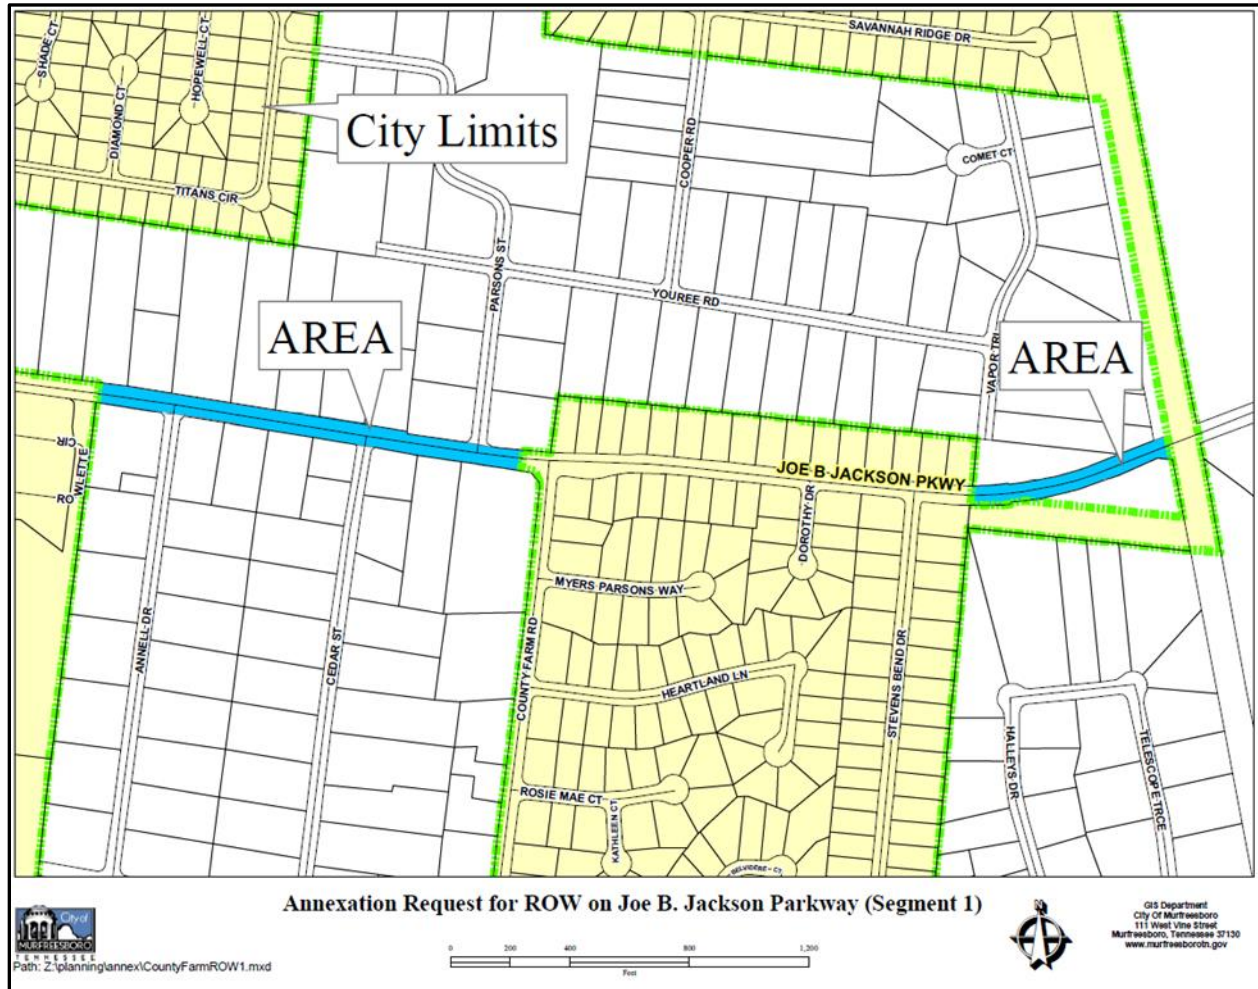 SHADE CT
DIAMOND CT
HOPEWELL CT
City Limits
TITANS CIR
SAVANNAH RIDGE DR
COOPER RD
COMET CT
PARSONS ST
YOUREE RD
VAPOR TRL
AREA
AREA
CIR
WLETTE
RO
JOE B JACKSON PKWY
ANNELL DR
CEDAR ST
COUNTY FARM RD
MYERS PARSONS WAY
DOROTHY DR
HEARTLAND LN
STEVENS BEND DR
ROSIE MAE CT
KATHLEEN CT
BELVIDERE CT
HALLEYS DR
TELESCOPE TRCE
Annexation Request for ROW on Joe B. Jackson Parkway (Segment 1)
City of
MURFREESBORO
TENNESSEE
Path: Z:\planning\annex\CountyFarmROW1.mxd
0 200 400 800 1,200
Feet
N
GIS Department
City Of Murfreesboro
111 West Vine Street
Murfreesboro, Tennessee 37130
www.murfreesborotn.gov